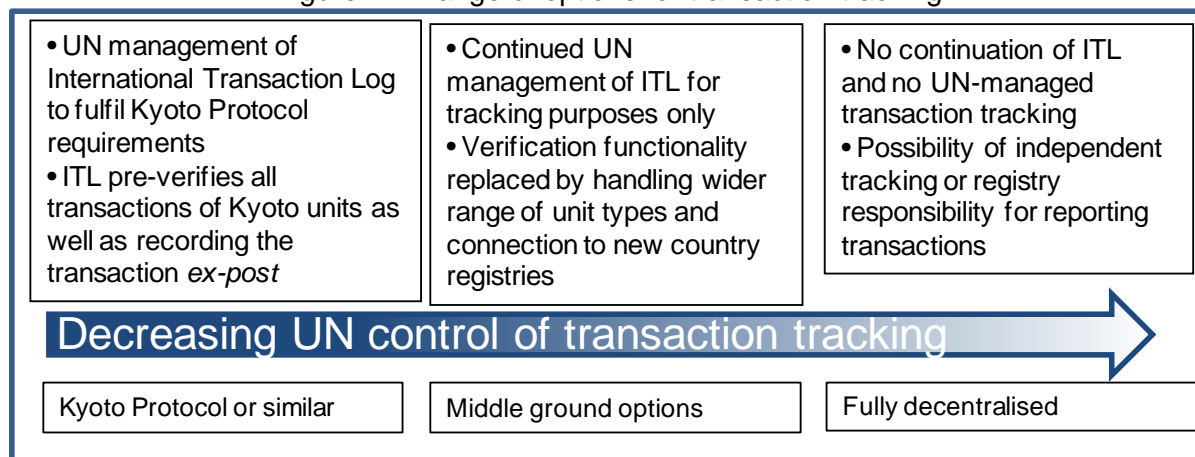 • UN management of
International Transaction Log
to fulfil Kyoto Protocol
requirements
• ITL pre-verifies all
transactions of Kyoto units as
well as recording the
transaction ex-post
• Continued UN
management of ITL for
tracking purposes only
• Verification functionality
replaced by handling wider
range of unit types and
connection to new country
registries
• No continuation of ITL
and no UN-managed
transaction tracking
• Possibility of independent
tracking or registry
responsibility for reporting
transactions
Decreasing UN control of transaction tracking
Kyoto Protocol or similar
Middle ground options
Fully decentralised